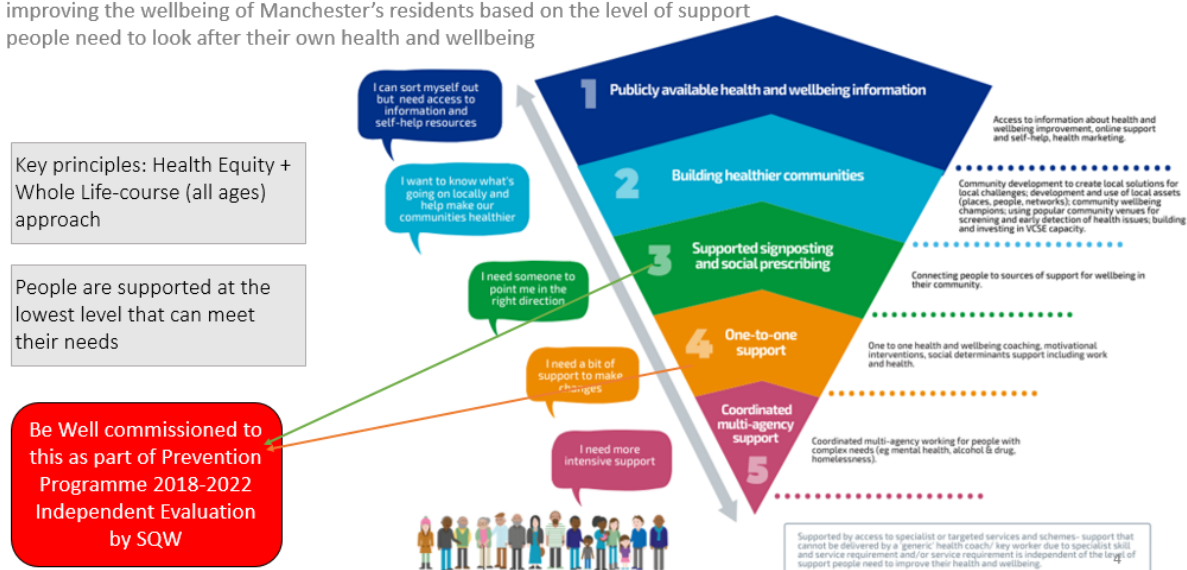 improving the wellbeing of Manchester's residents based on the level of support
people need to look after their own health and wellbeing
Key principles: Health Equity +
Whole Life-course (all ages)
approach
People are supported at the
lowest level that can meet
their needs
Be Well commissioned to
this as part of Prevention
Programme 2018-2022
Independent Evaluation
by SQW
I can sort myself out
but need access to
information and
self-help resources
I want to know what's
going on locally and
help make our
communities healthier
I need someone to
point me in the
right direction
I need a bit of
support to make
changes
I need more
intensive support
1 Publicly available health and wellbeing information
2 Building healthier communities
3 Supported signposting
and social prescribing
4 One-to-one
support
Coordinated
multi-agency
support
5
Access to information about health and
wellbeing improvement, online support
and self-help, health marketing.
Community development to create local solutions for
local challenges; development and use of local assets
(places, people, networks); community wellbeing
champions; using popular community venues for
screening and early detection of health issues; building
and investing in VCSE capacity.
Connecting people to sources of support for wellbeing in
their community.
One to one health and wellbeing coaching, motivational
interventions, social determinants support including work
and health.
Coordinated multi-agency working for people with
complex needs (eg mental health, alcohol & drug,
homelessness).
Supported by access to specialist or targeted services and schemes- support that
cannot be delivered by a 'generic' health coach/ key worker due to specialist skill
and service requirement and/or service requirement is independent of the level of
support people need to improve their health and wellbeing.
4